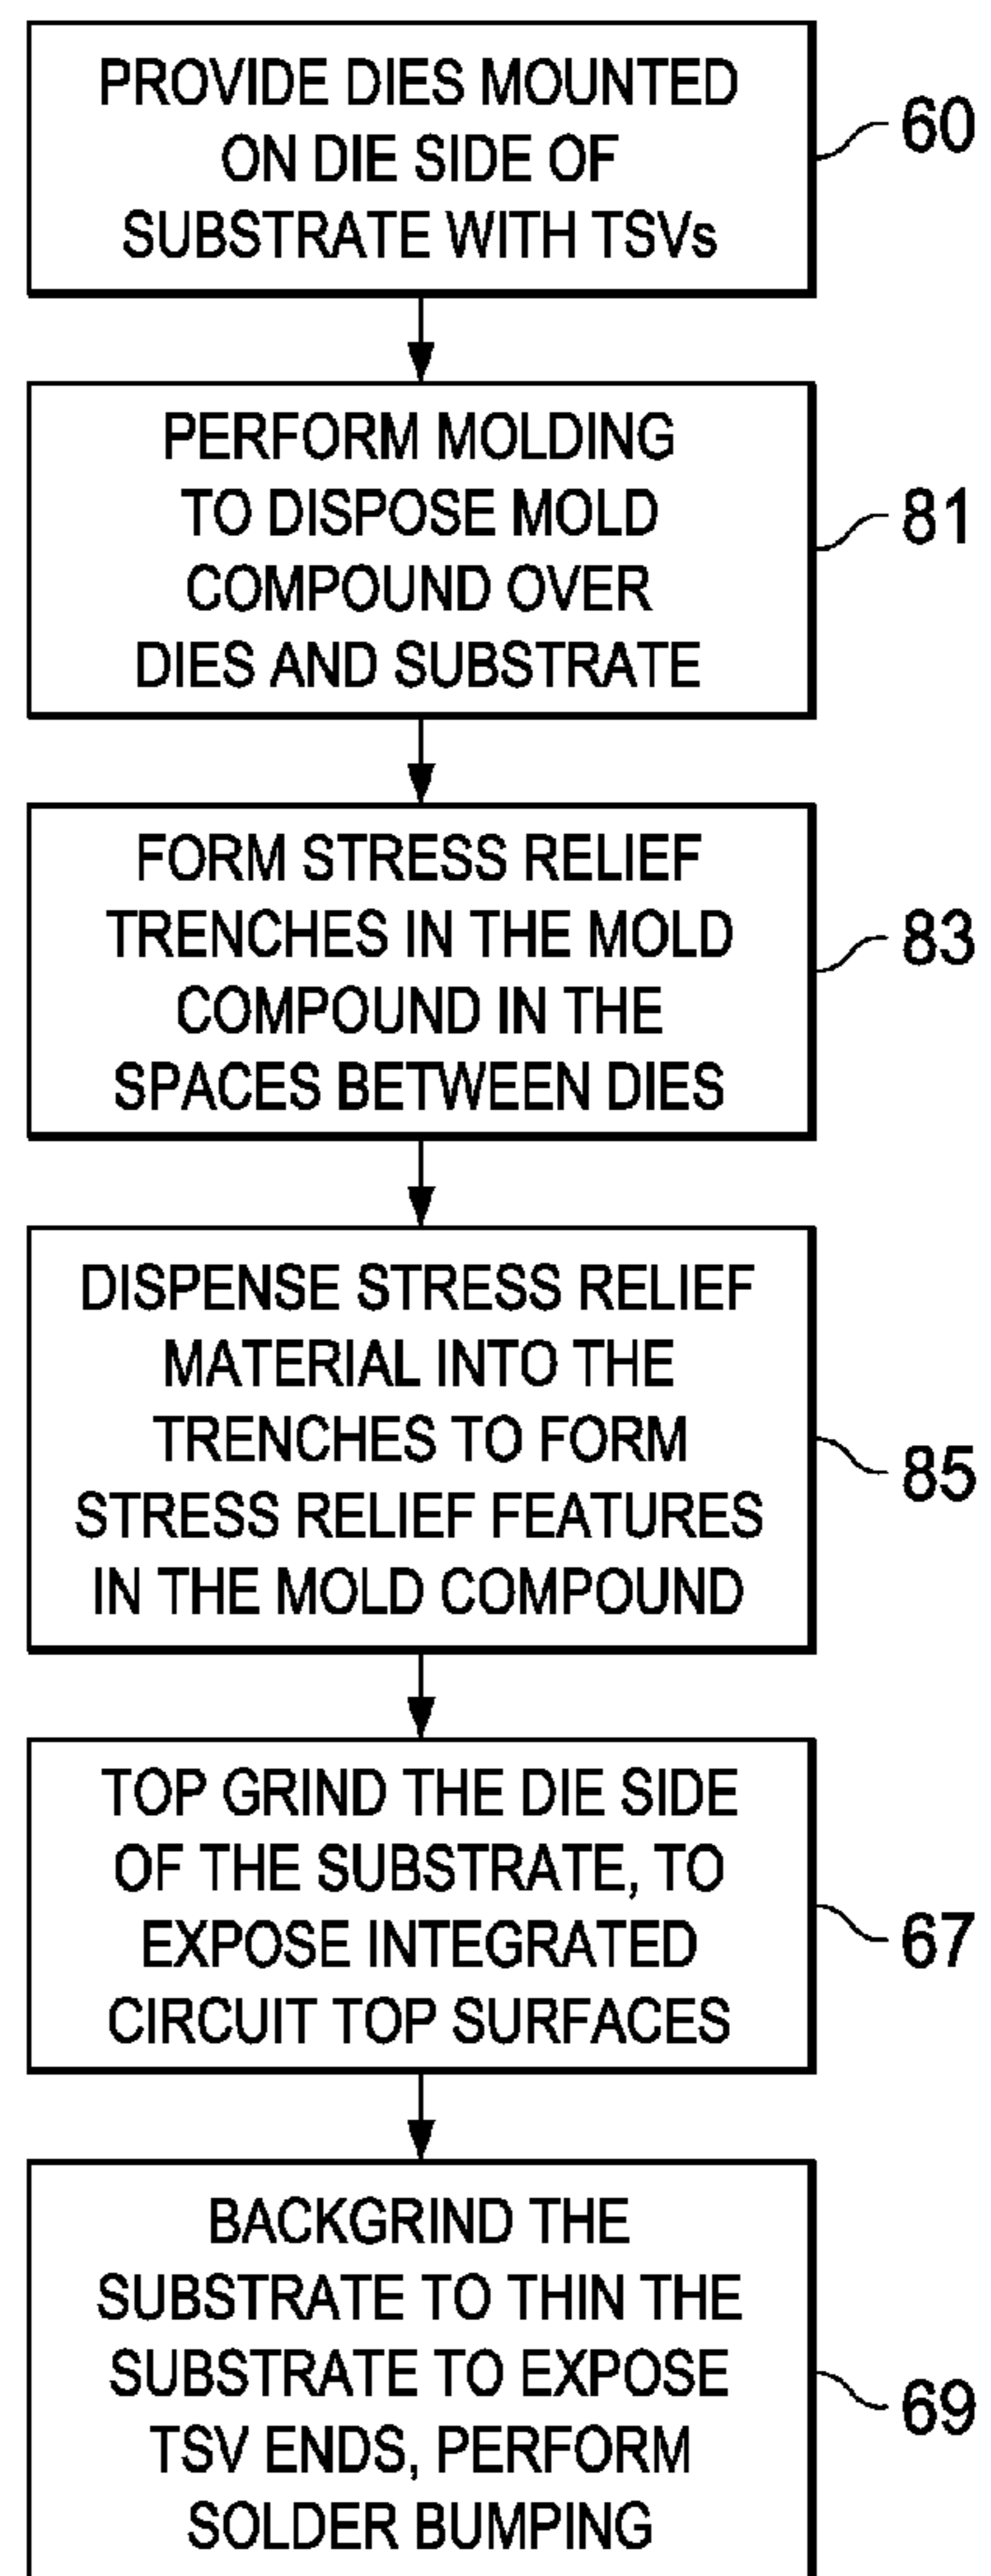 PROVIDE DIES MOUNTED
ON DIE SIDE OF
SUBSTRATE WITH TSVs
60
PERFORM MOLDING
TO DISPOSE MOLD
COMPOUND OVER
DIES AND SUBSTRATE
81
FORM STRESS RELIEF
TRENCHES IN THE MOLD
COMPOUND IN THE
SPACES BETWEEN DIES
83
DISPENSE STRESS RELIEF
MATERIAL INTO THE
TRENCHES TO FORM
STRESS RELIEF FEATURES
IN THE MOLD COMPOUND
85
TOP GRIND THE DIE SIDE
OF THE SUBSTRATE, TO
EXPOSE INTEGRATED
CIRCUIT TOP SURFACES
67
BACKGRIND THE
SUBSTRATE TO THIN THE
SUBSTRATE TO EXPOSE
TSV ENDS, PERFORM
SOLDER BUMPING
69